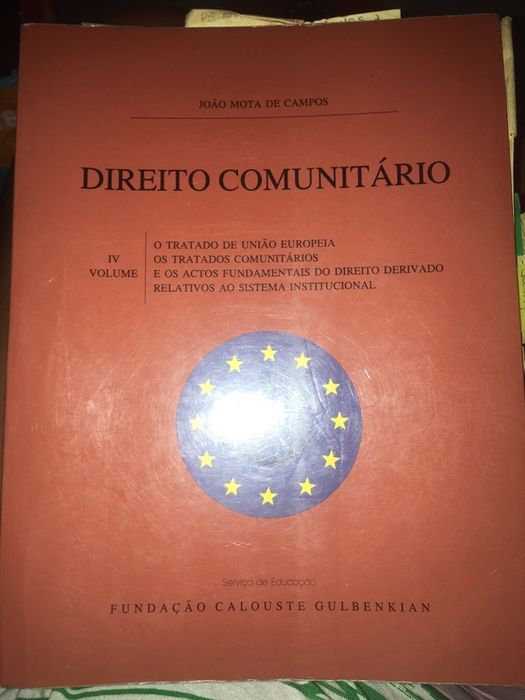 JOÃO MOTA DE CAMPOS
DIREITO COMUNITÁRIO
IV
VOLUME
O TRATADO DE UNIÃO EUROPEIA
OS TRATADOS COMUNITÁRIOS
E OS ACTOS FUNDAMENTAIS DO DIREITO DERIVADO
RELATIVOS AO SISTEMA INSTITUCIONAL
Serviço de Educação
FUNDAÇÃO CALOUSTE GULBENKIAN